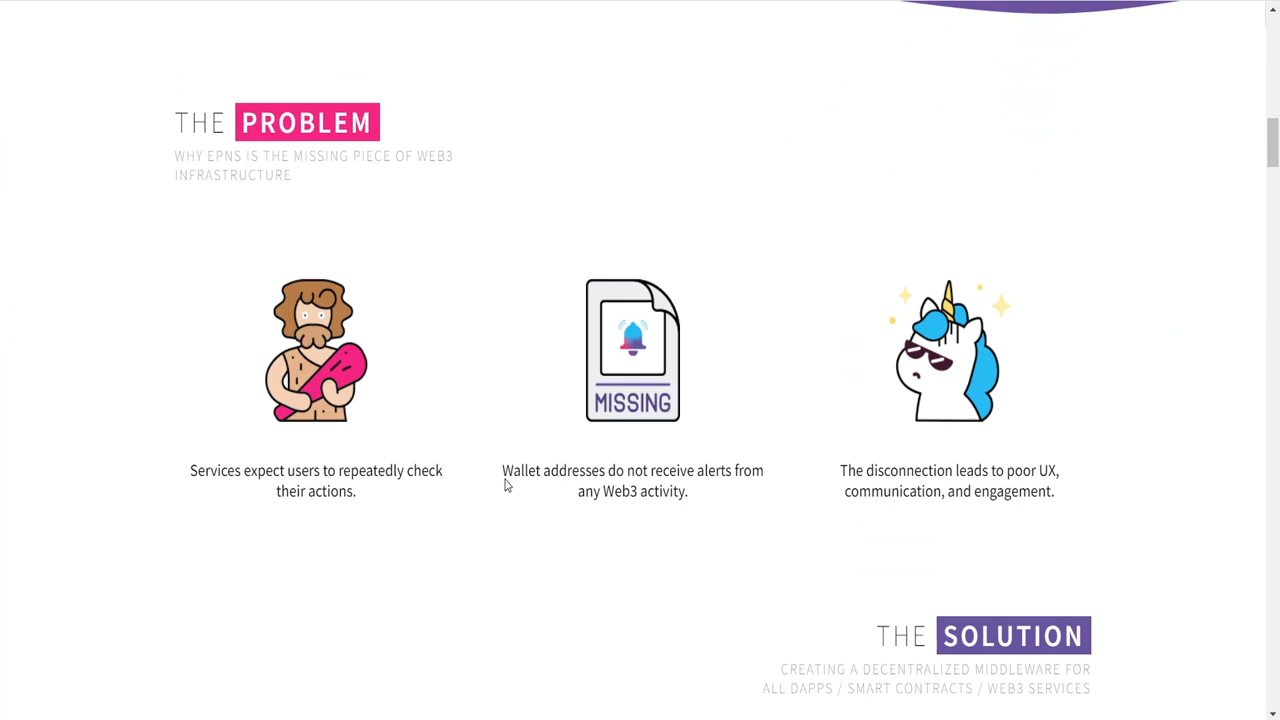 THE PROBLEM
WHY EPNS IS THE MISSING PIECE OF WEB3
INFRASTRUCTURE
MISSING
Services expect users to repeatedly check
their actions.
Wallet addresses do not receive alerts from
any Web3 activity.
The disconnection leads to poor UX,
communication, and engagement.
THE SOLUTION
CREATING A DECENTRALIZED MIDDLEWARE FOR
ALL DAPPS / SMART CONTRACTS / WEB3 SERVICES